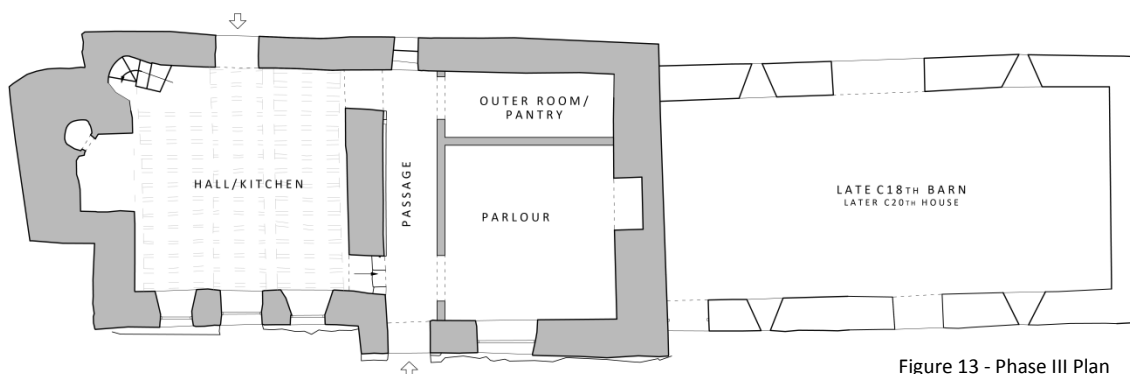 OUTER ROOM/
PANTRY
HALL/KITCHEN
PASSAGE
PARLOUR
LATE C18TH BARN
LATER C20TH HOUSE
Figure 13 - Phase III Plan